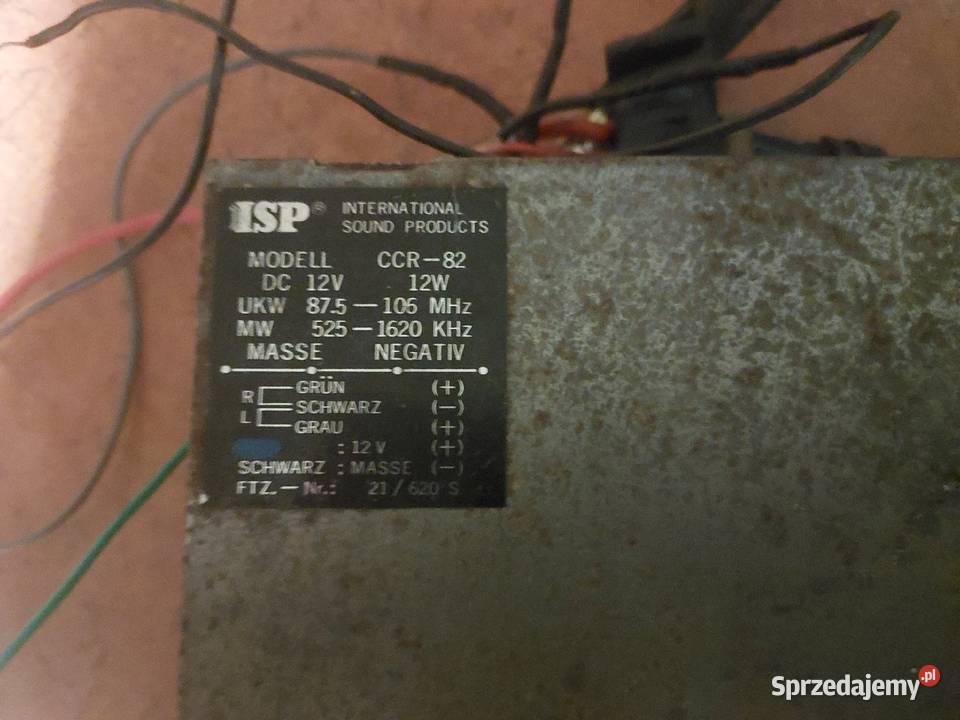 ISP® INTERNATIONAL
SOUND PRODUCTS
MODELL CCR-82
DC 12V 12W
UKW 87.5-106 MHz
MW 525-1620 KHz
MASSE NEGATIV
R GRÜN (+)
SCHWARZ (-)
L GRAU (+)
: 12V (+)
SCHWARZ : MASSE (-)
FTZ.-Nr.: 21/620 S
Sprzedajemy.pl